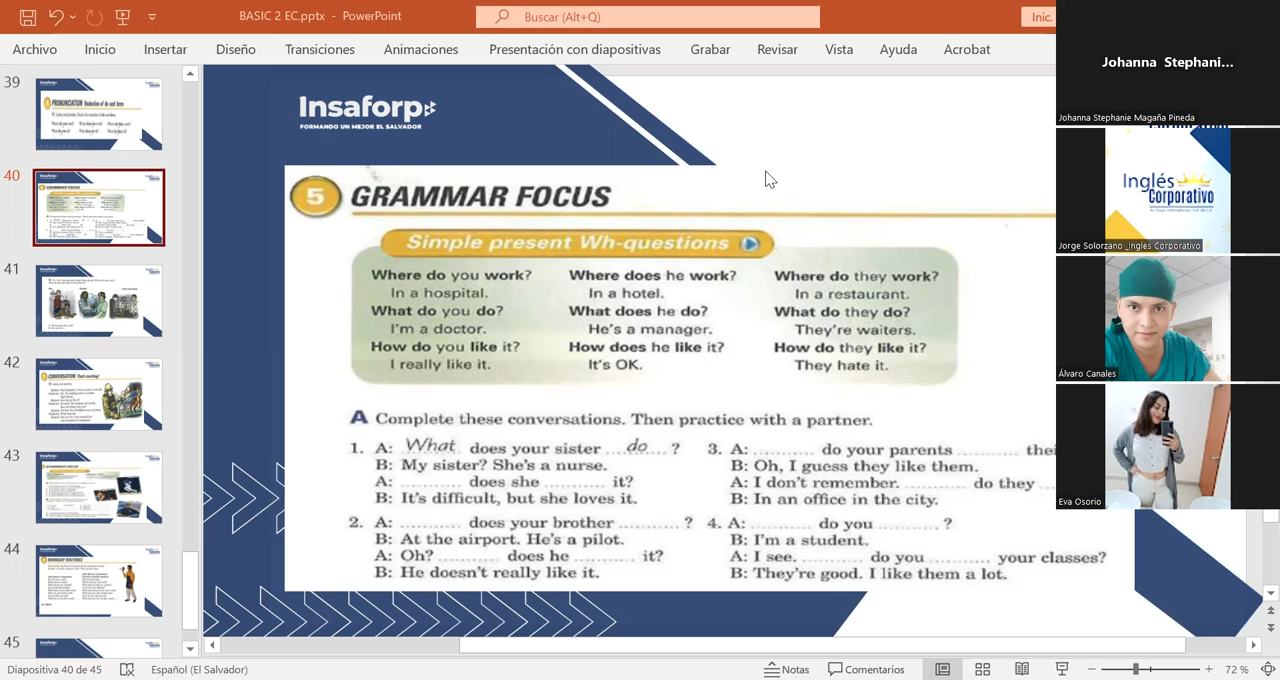 BASIC 2 EC.pptx - PowerPoint
Buscar (Alt+Q)
Inic.
Archivo Inicio Insertar Diseño Transiciones Animaciones Presentación con diapositivas Grabar Revisar Vista Ayuda Acrobat
39
40
41
42
43
44
45
Insaforp
FORMANDO UN MEJOR EL SALVADOR
5 GRAMMAR FOCUS
Simple present Wh-questions
Where do you work? Where does he work? Where do they work?
In a hospital. In a hotel. In a restaurant.
What do you do? What does he do? What do they do?
I'm a doctor. He's a manager. They're waiters.
How do you like it? How does he like it? How do they like it?
I really like it. It's OK. They hate it.
A Complete these conversations. Then practice with a partner.
1. A: What does your sister do ?
B: My sister? She's a nurse.
A: .......... does she .......... it?
B: It's difficult, but she loves it.
2. A: .......... does your brother .......... ?
B: At the airport. He's a pilot.
A: Oh? .......... does he .......... it?
B: He doesn't really like it.
3. A: .......... do your parents .......... thei
B: Oh, I guess they like them.
A: I don't remember. .......... do they ...
B: In an office in the city.
4. A: .......... do you .......... ?
B: I'm a student.
A: I see. .......... do you .......... your classes?
B: They're good. I like them a lot.
Johanna Stephani...
Johanna Stephanie Magaña Pineda
Inglés
Corporativo
Jorge Solorzano _Ingles Corporativo
Álvaro Canales
Eva Osorio
Diapositiva 40 de 45 Español (El Salvador) Notas Comentarios 72 %